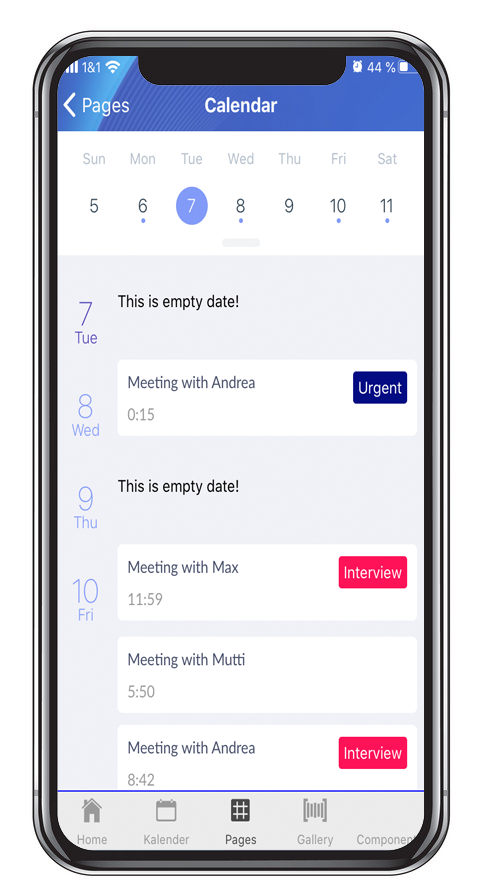 1&1 44 %
Pages Calendar
Sun Mon Tue Wed Thu Fri Sat
5 6 7 8 9 10 11
7
Tue
This is empty date!
8
Wed
Meeting with Andrea
Urgent
0:15
9
Thu
This is empty date!
10
Fri
Meeting with Max
Interview
11:59
Meeting with Mutti
5:50
Meeting with Andrea
Interview
8:42
Home Kalender Pages Gallery Component